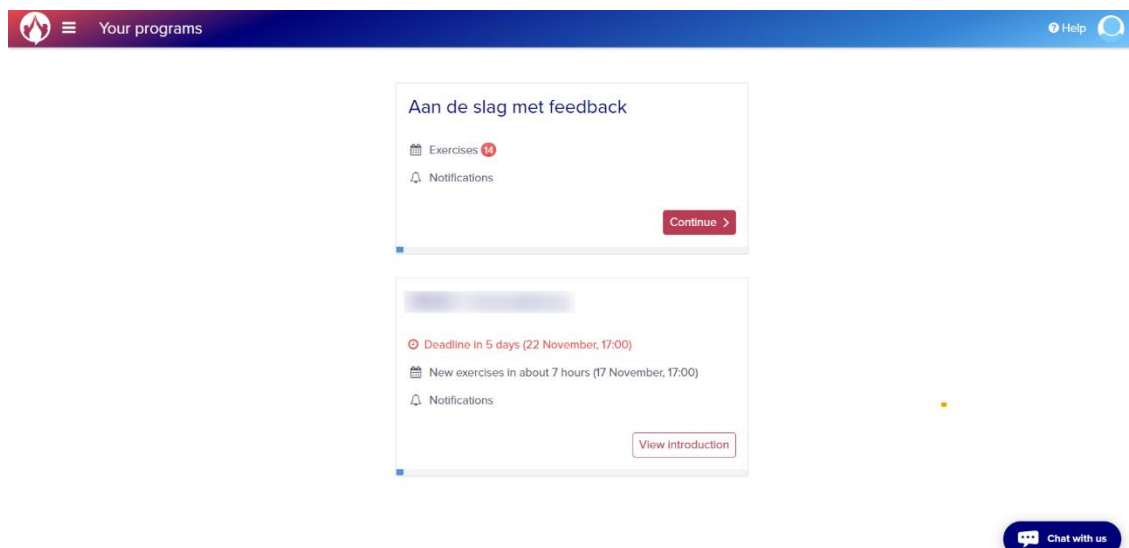 Your programs
Help
Aan de slag met feedback
Exercises 14
Notifications
Continue
Deadline in 5 days (22 November, 17:00)
New exercises in about 7 hours (17 November, 17:00)
Notifications
View introduction
Chat with us